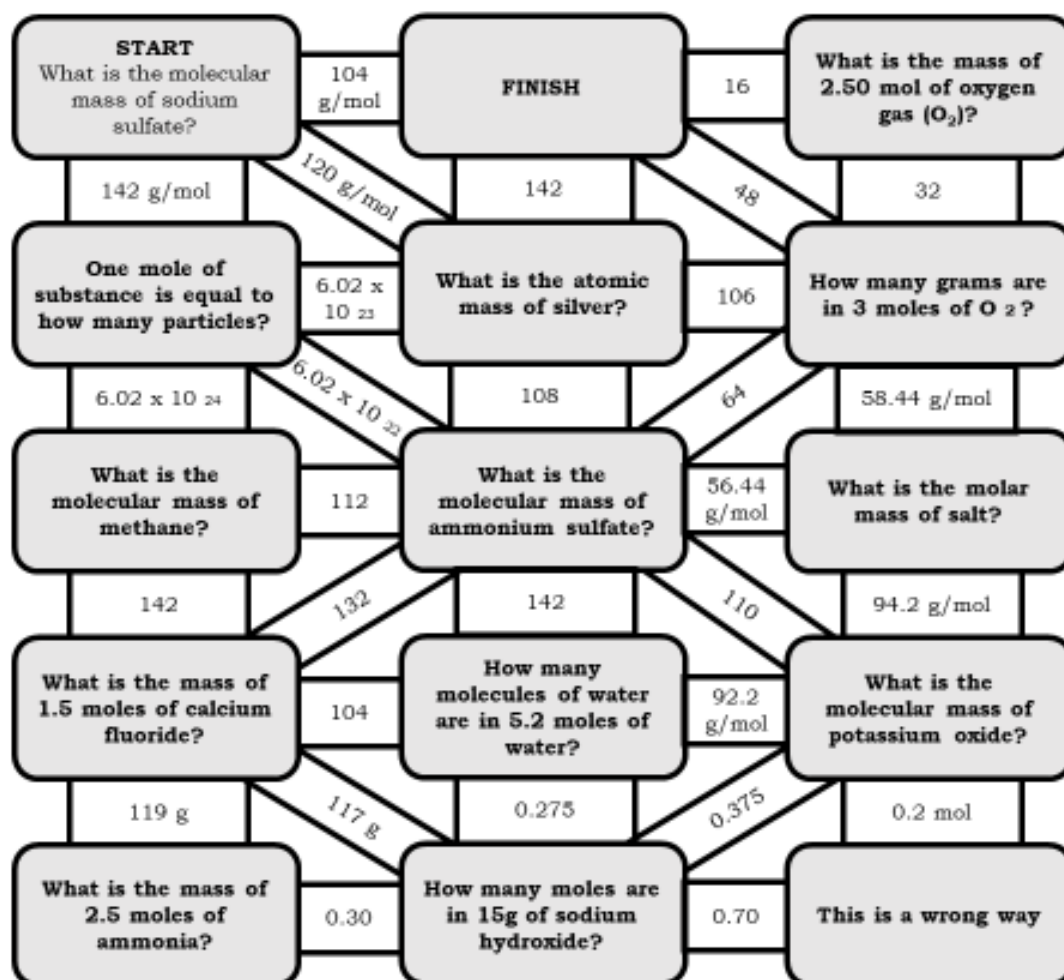 START
What is the molecular
mass of sodium
sulfate?
104
g/mol
FINISH
16
What is the mass of
2.50 mol of oxygen
gas (O₂)?
142 g/mol
120 g/mol
142
48
32
One mole of
substance is equal to
how many particles?
6.02 x
10 23
What is the atomic
mass of silver?
106
How many grams are
in 3 moles of O 2 ?
6.02 x 10 24
6.02 x 10 22
108
64
58.44 g/mol
What is the
molecular mass of
methane?
112
What is the
molecular mass of
ammonium sulfate?
56.44
g/mol
What is the molar
mass of salt?
142
132
142
110
94.2 g/mol
What is the mass of
1.5 moles of calcium
fluoride?
104
How many
molecules of water
are in 5.2 moles of
water?
92.2
g/mol
What is the
molecular mass of
potassium oxide?
119 g
117 g
0.275
0.375
0.2 mol
What is the mass of
2.5 moles of
ammonia?
0.30
How many moles are
in 15g of sodium
hydroxide?
0.70
This is a wrong way